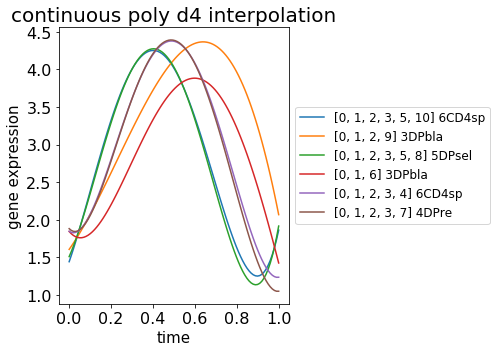 continuous poly d4 interpolation
gene expression
4.5
4.0
3.5
3.0
2.5
2.0
1.5
1.0
0.0 0.2 0.4 0.6 0.8 1.0
time
[0, 1, 2, 3, 5, 10] 6CD4sp
[0, 1, 2, 9] 3DPbla
[0, 1, 2, 3, 5, 8] 5DPsel
[0, 1, 6] 3DPbla
[0, 1, 2, 3, 4] 6CD4sp
[0, 1, 2, 3, 7] 4DPre